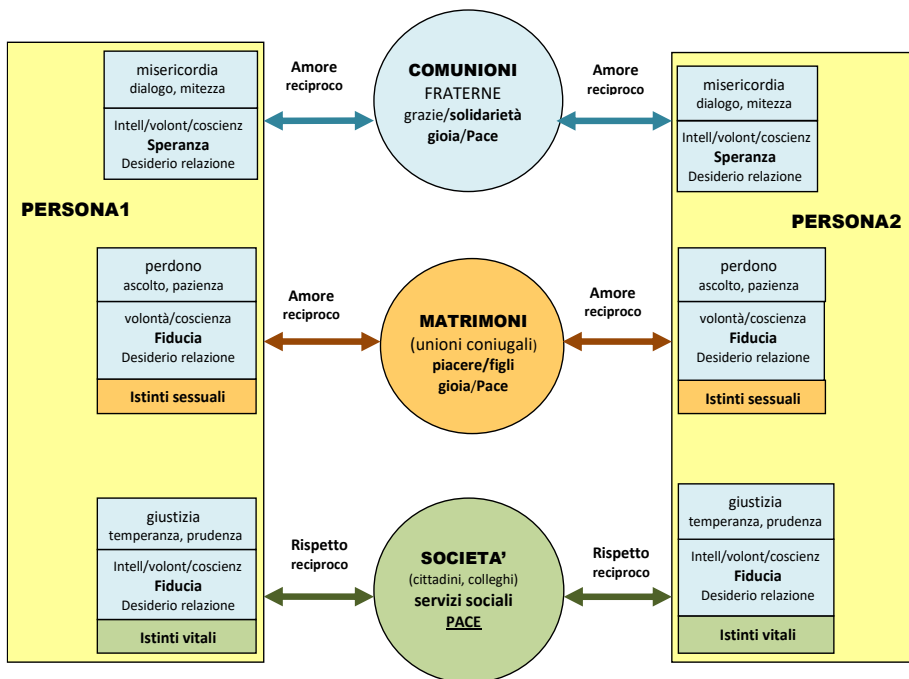 PERSONA1
misericordia
dialogo, mitezza
Intell/volont/coscienz
Speranza
Desiderio relazione
Amore
reciproco
COMUNIONI
FRATERNE
grazie/solidarietà
gioia/Pace
Amore
reciproco
misericordia
dialogo, mitezza
Intell/volont/coscienz
Speranza
Desiderio relazione
PERSONA2
perdono
ascolto, pazienza
volontà/coscienza
Fiducia
Desiderio relazione
Istinti sessuali
Amore
reciproco
MATRIMONI
(unioni coniugali)
piacere/figli
gioia/Pace
Amore
reciproco
perdono
ascolto, pazienza
volontà/coscienza
Fiducia
Desiderio relazione
Istinti sessuali
giustizia
temperanza, prudenza
Intell/volont/coscienz
Fiducia
Desiderio relazione
Istinti vitali
Rispetto
reciproco
SOCIETA’
(cittadini, colleghi)
servizi sociali
PACE
Rispetto
reciproco
giustizia
temperanza, prudenza
Intell/volont/coscienz
Fiducia
Desiderio relazione
Istinti vitali